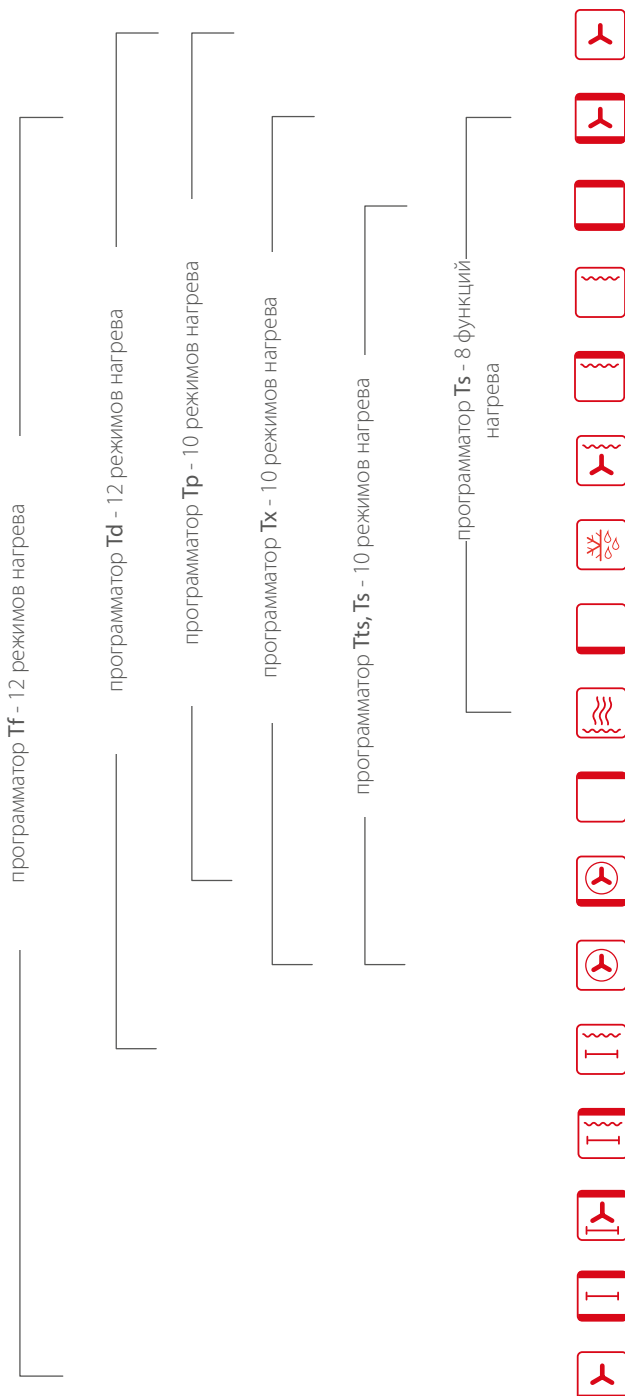 программатор Tf - 12 режимов нагрева
программатор Td - 12 режимов нагрева
программатор Tp - 10 режимов нагрева
программатор Tx - 10 режимов нагрева
программатор Tts, Ts - 10 режимов нагрева
программатор Ts - 8 функций
нагрева